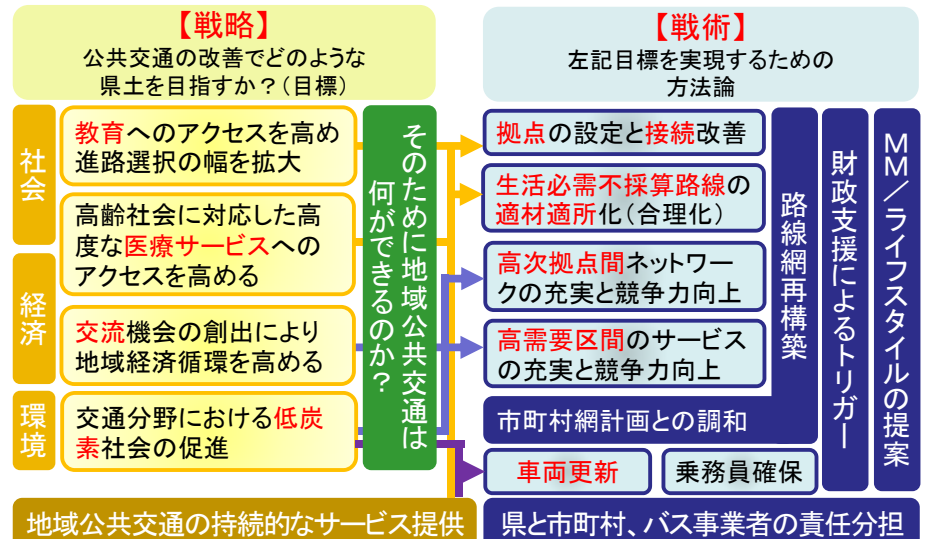 【戦略】
公共交通の改善でどのような
県土を目指すか？（目標）
社会
教育へのアクセスを高め
進路選択の幅を拡大
高齢社会に対応した高
度な医療サービスへの
アクセスを高める
経済
交流機会の創出により
地域経済循環を高める
環境
交通分野における低炭
素社会の促進
そのために地域公共交通は
何ができるのか？
地域公共交通の持続的なサービス提供
【戦術】
左記目標を実現するための
方法論
拠点の設定と接続改善
生活必需不採算路線の
適材適所化（合理化）
高次拠点間ネットワー
クの充実と競争力向上
高需要区間のサービス
の充実と競争力向上
市町村網計画との調和
路線網再構築
車両更新
乗務員確保
財政支援によるトリガー
ＭＭ／ライフスタイルの提案
県と市町村、バス事業者の責任分担